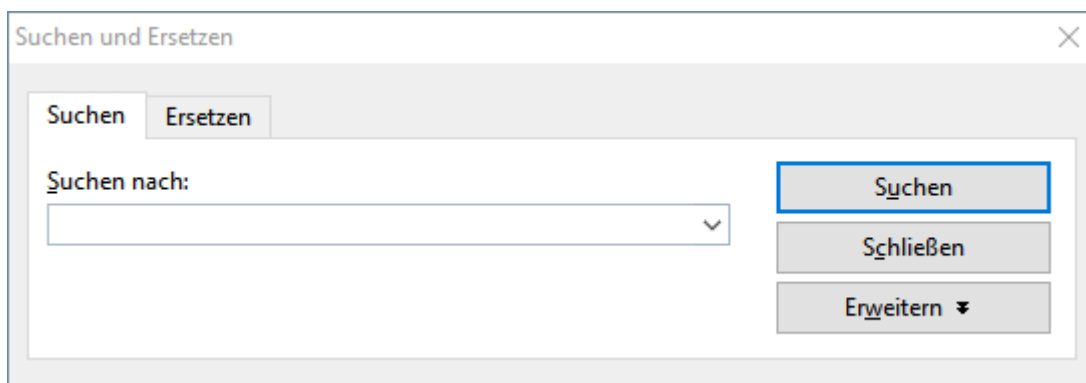 Suchen und Ersetzen
Suchen Ersetzen
Suchen nach:
Suchen
Schließen
Erweitern